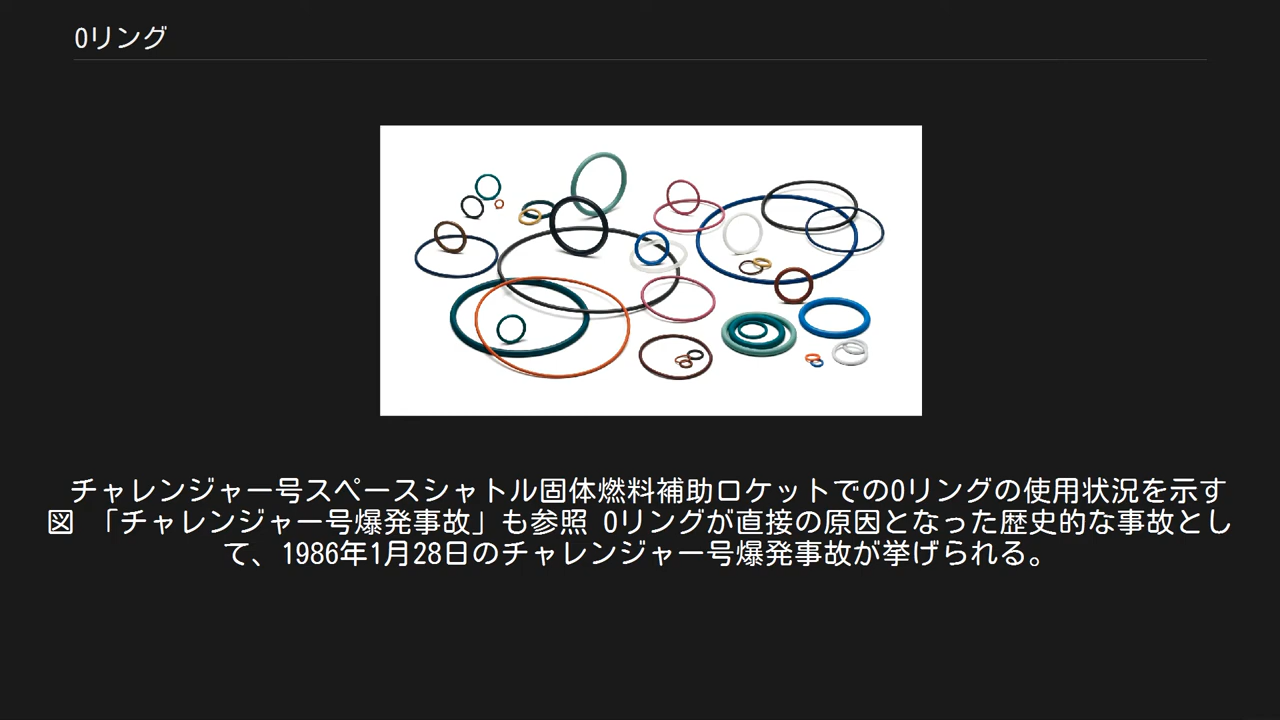 Oリング
チャレンジャー号スペースシャトル固体燃料補助ロケットでのOリングの使用状況を示す
図 「チャレンジャー号爆発事故」も参照 Oリングが直接の原因となった歴史的な事故とし
て、1986年1月28日のチャレンジャー号爆発事故が挙げられる。